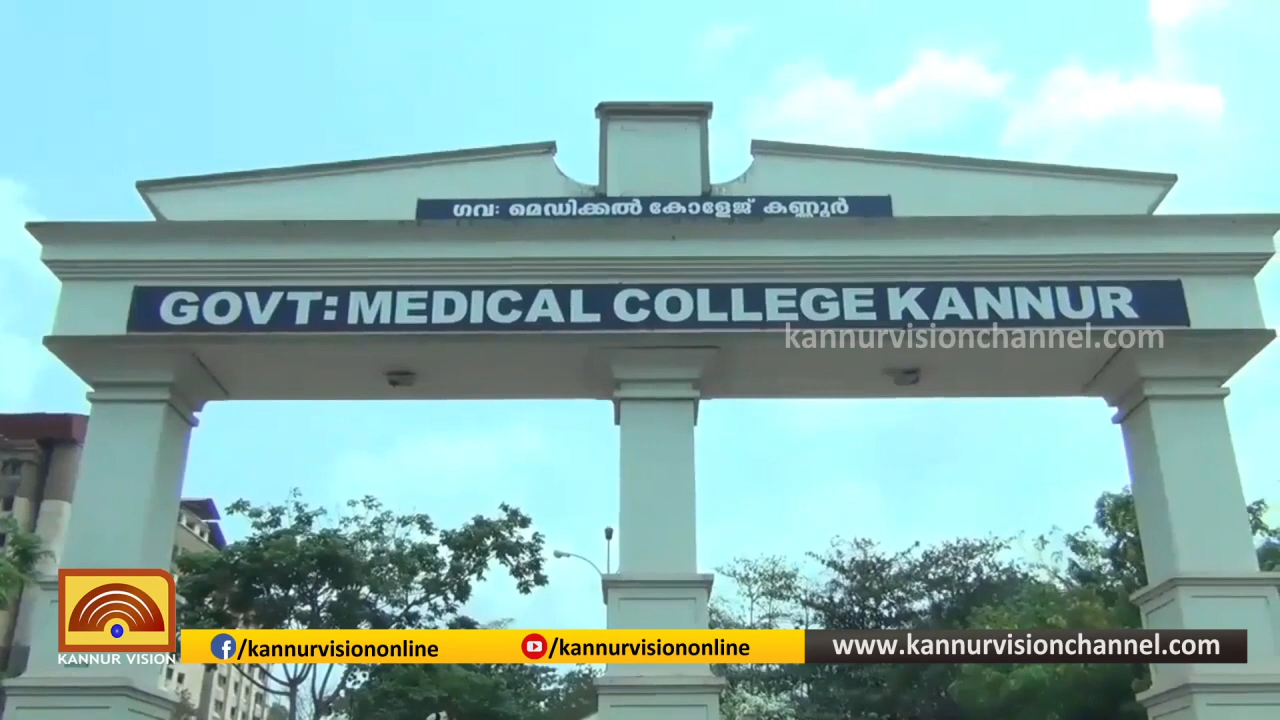 ഗവ: മെഡിക്കൽ കോളേജ് കണ്ണൂർ
GOVT: MEDICAL COLLEGE KANNUR
kannurvisionchannel.com
KANNUR VISION
/kannurvisiononline
/kannurvisiononline
www.kannurvisionchannel.com